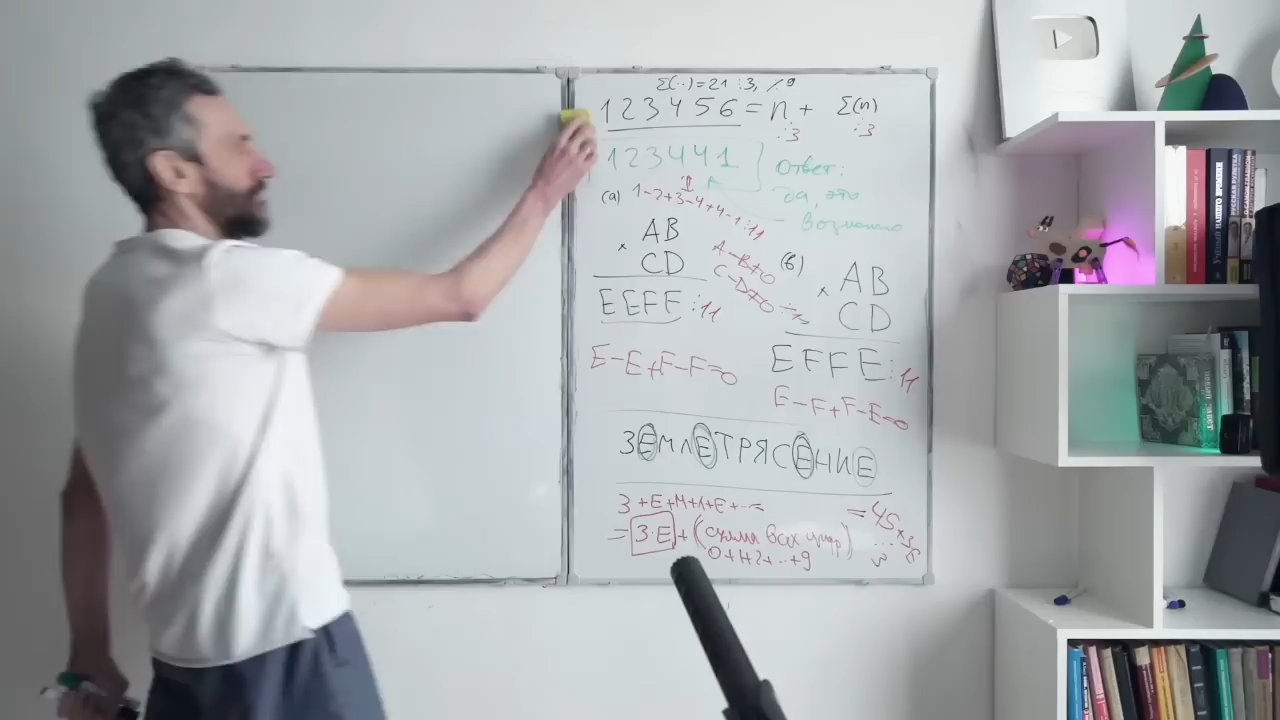 Σ(..)=21 ⋮3, ⋮̸9
123456 = n + Σ(n)
⋮3 ⋮3
123441
Ответ:
да, это
возможно
(а) 1-2+3-4+4-1 ⋮11
AB
× CD
EEFF ⋮11
E-E+F-F=0
A-B≠0
C-D≠0
(б) AB
× CD
EFFE ⋮11
E-F+F-E=0
ЗЕМЛЕТРЯСЕНИЕ
З+Е+М+Л+Е+...=
= 3·Е + (сумма всех цифр) = 45
0+1+2+...+9